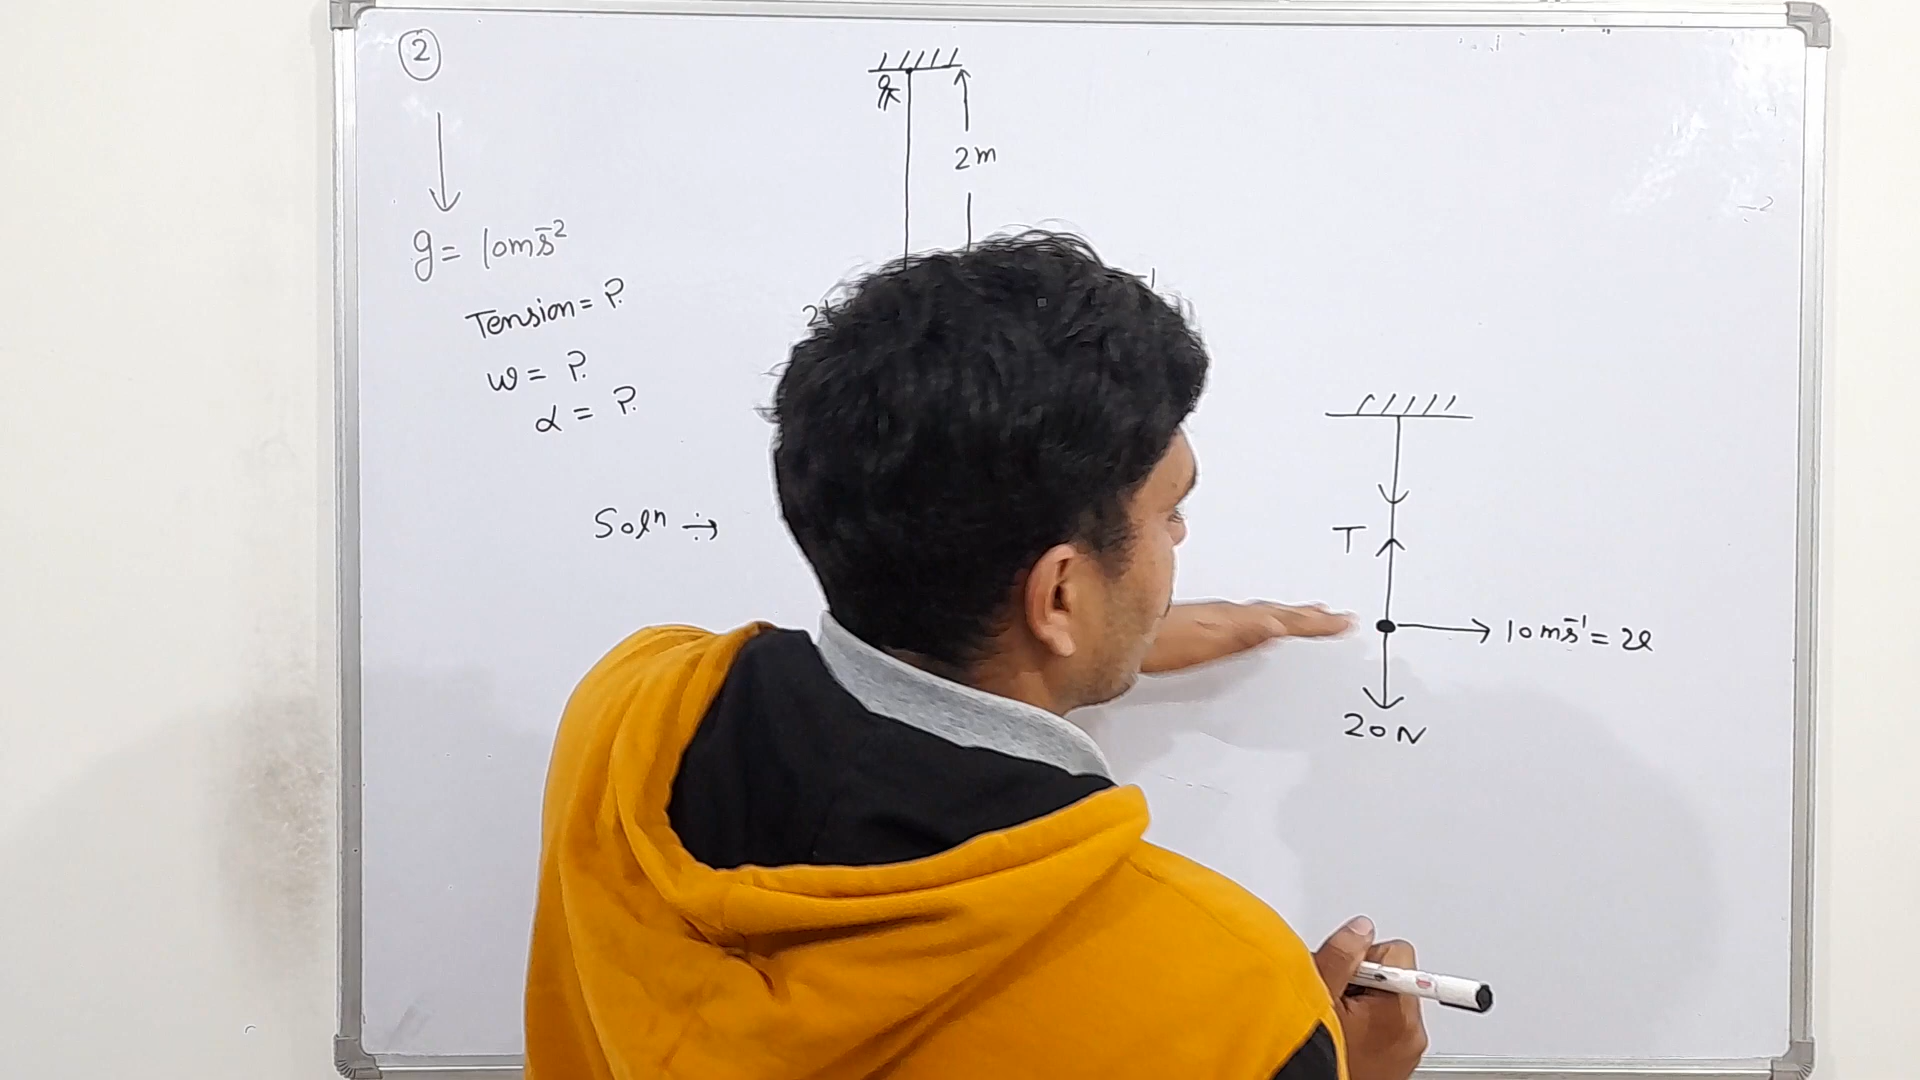 2
g = 10ms⁻²
Tension = ?
ω = ?
α = ?
Solⁿ ÷→
2m
T
10ms⁻¹ = u
20N